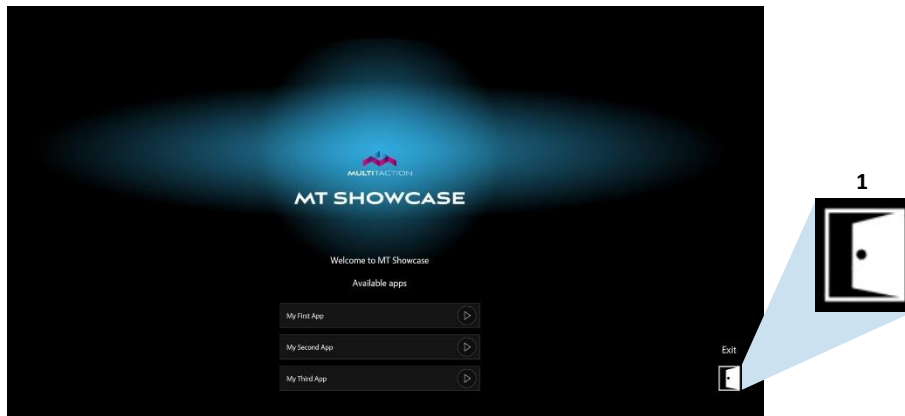 MULTITACTION
MT SHOWCASE
Welcome to MT Showcase
Available apps
My First App
My Second App
My Third App
Exit
1